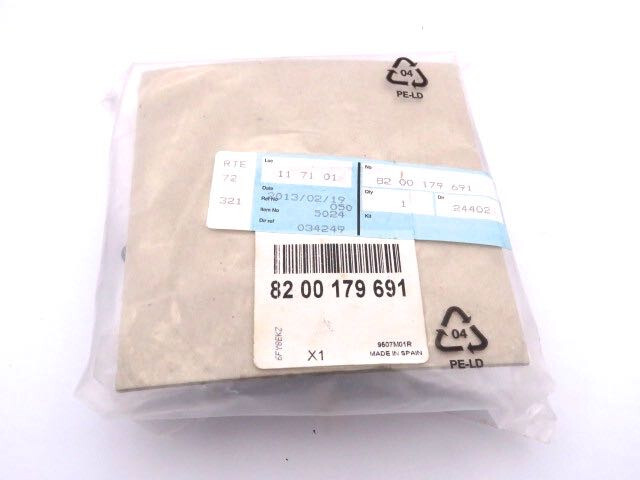 04
PE-LD
RTE
72
321
Loc
11 71 01
Date
2013/02/19
Ref No
050
Item No
5024
Dir ref
034249
No
82 00 179 691
Qty
1
Dir
24402
Kit
82 00 179 691
6FY9EKZ
X1
9607M01R
MADE IN SPAIN
04
PE-LD